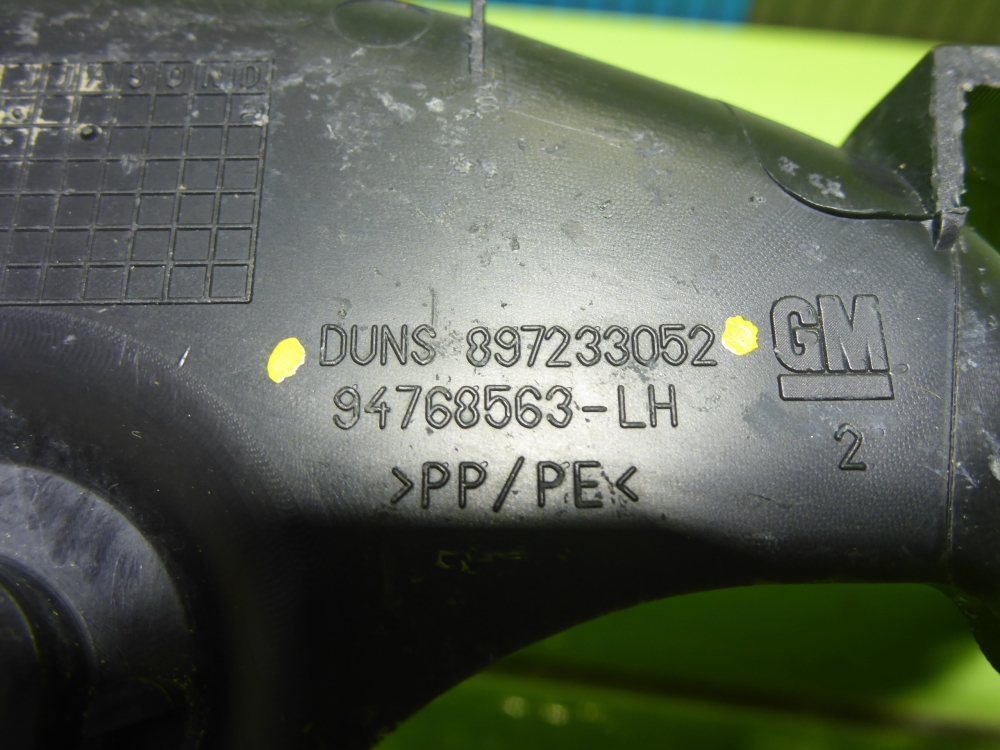 J J A S O N D
DUNS 897233052
GM
94768563-LH
2
>PP/PE<